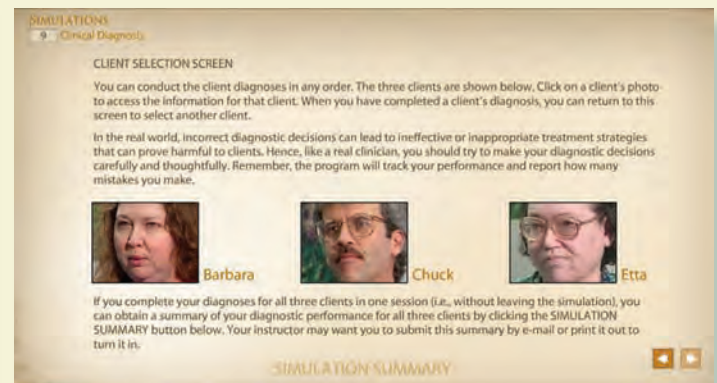 SIMULATIONS
9 Clinical Diagnosis
CLIENT SELECTION SCREEN
You can conduct the client diagnoses in any order. The three clients are shown below. Click on a client's photo
to access the information for that client. When you have completed a client's diagnosis, you can return to this
screen to select another client.
In the real world, incorrect diagnostic decisions can lead to ineffective or inappropriate treatment strategies
that can prove harmful to clients. Hence, like a real clinician, you should try to make your diagnostic decisions
carefully and thoughtfully. Remember, the program will track your performance and report how many
mistakes you make.
Barbara
Chuck
Etta
If you complete your diagnoses for all three clients in one session (i.e., without leaving the simulation), you
can obtain a summary of your diagnostic performance for all three clients by clicking the SIMULATION
SUMMARY button below. Your instructor may want you to submit this summary by e-mail or print it out to
turn it in.
SIMULATION SUMMARY